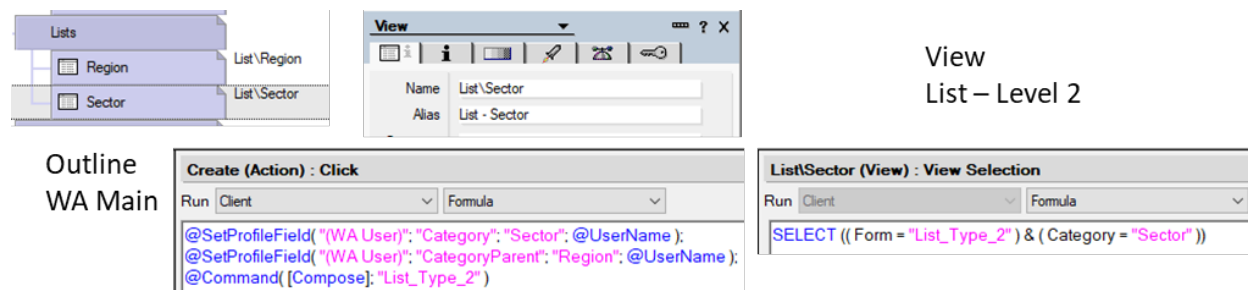 Lists
Region
List\Region
Sector
List\Sector
View
? X
i
Name List\Sector
Alias List - Sector
View
List – Level 2
Outline
WA Main
Create (Action) : Click
Run Client Formula
@SetProfileField( "(WA User)"; "Category"; "Sector"; @UserName );
@SetProfileField( "(WA User)"; "CategoryParent"; "Region"; @UserName );
@Command( [Compose]; "List_Type_2" )
List\Sector (View) : View Selection
Run Client Formula
SELECT (( Form = "List_Type_2" ) & ( Category = "Sector" ))